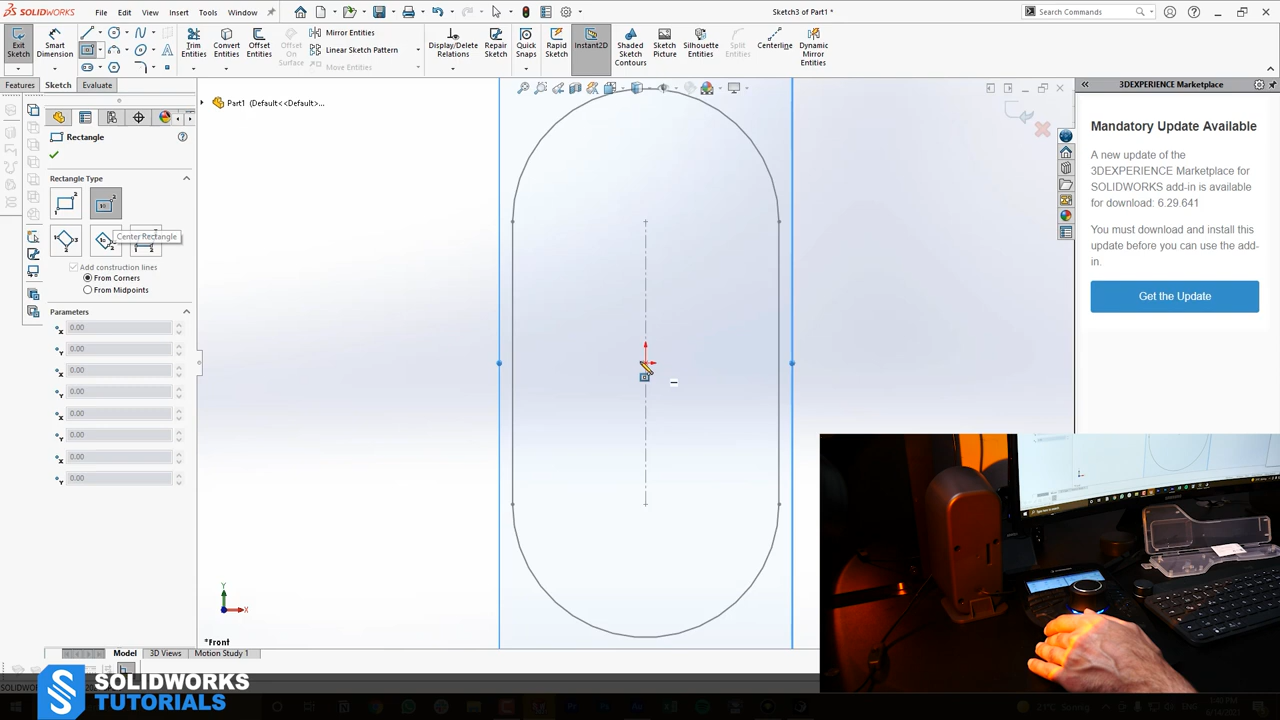 SOLIDWORKS
File Edit View Insert Tools Window
Sketch3 of Part1 *
Search Commands
Exit Sketch
Smart Dimension
Trim Entities
Convert Entities
Offset Entities
Offset On Surface
Mirror Entities
Linear Sketch Pattern
Move Entities
Display/Delete Relations
Repair Sketch
Quick Snaps
Rapid Sketch
Instant2D
Shaded Sketch Contours
Sketch Picture
Silhouette Entities
Split Entities
Centerline
Dynamic Mirror Entities
Features Sketch Evaluate
3DEXPERIENCE Marketplace
Part1 (Default<<Default>...
Rectangle
Mandatory Update Available
A new update of the
3DEXPERIENCE Marketplace for
SOLIDWORKS add-in is available
for download: 6.29.641
You must download and install this
update before you can use the add-
in.
Get the Update
Rectangle Type
Center Rectangle
Add construction lines
From Corners
From Midpoints
Parameters
0.00
0.00
0.00
0.00
0.00
0.00
0.00
0.00
Y
X
*Front
Model 3D Views Motion Study 1
SOLIDWORKS
TUTORIALS